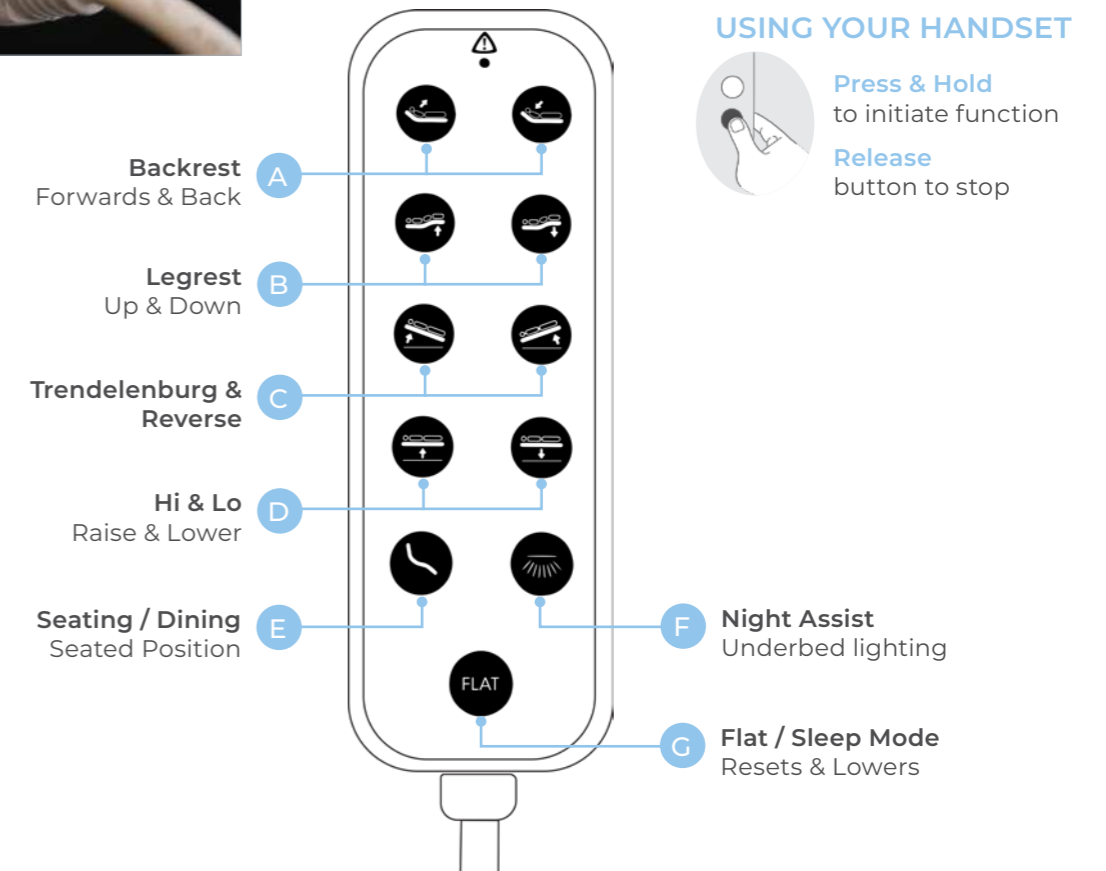 USING YOUR HANDSET
Press & Hold
to initiate function
Release
button to stop
A
Backrest
Forwards & Back
B
Legrest
Up & Down
C
Trendelenburg &
Reverse
D
Hi & Lo
Raise & Lower
E
Seating / Dining
Seated Position
F
Night Assist
Underbed lighting
FLAT
G
Flat / Sleep Mode
Resets & Lowers